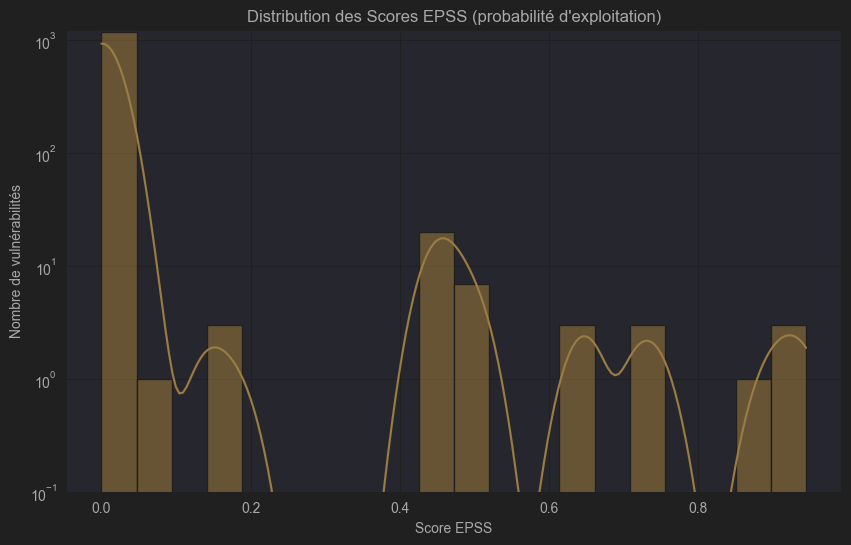 Distribution des Scores EPSS (probabilité d'exploitation)
Nombre de vulnérabilités
10³
10²
10¹
10⁰
10⁻¹
0.0 0.2 0.4 0.6 0.8
Score EPSS